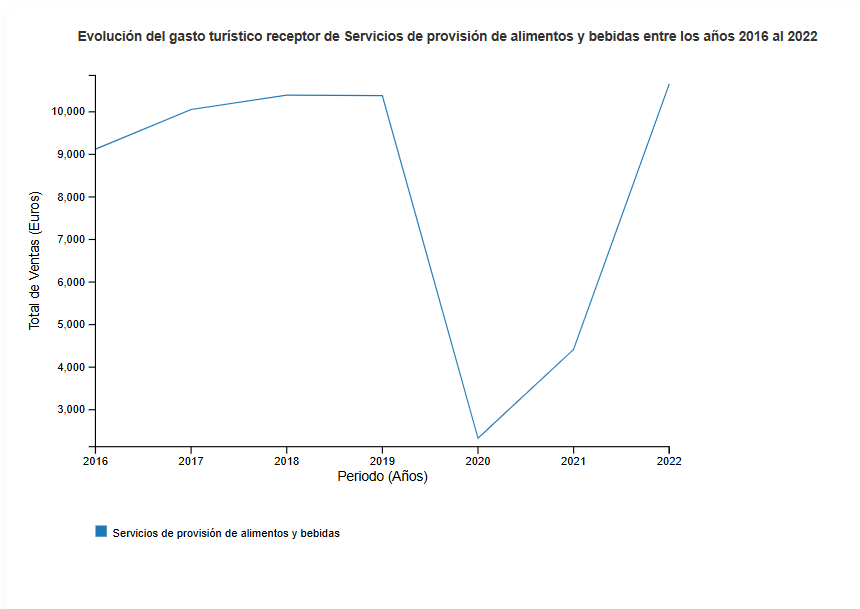 Evolución del gasto turístico receptor de Servicios de provisión de alimentos y bebidas entre los años 2016 al 2022
Total de Ventas (Euros)
10,000
9,000
8,000
7,000
6,000
5,000
4,000
3,000
2016 2017 2018 2019 2020 2021 2022
Periodo (Años)
Servicios de provisión de alimentos y bebidas